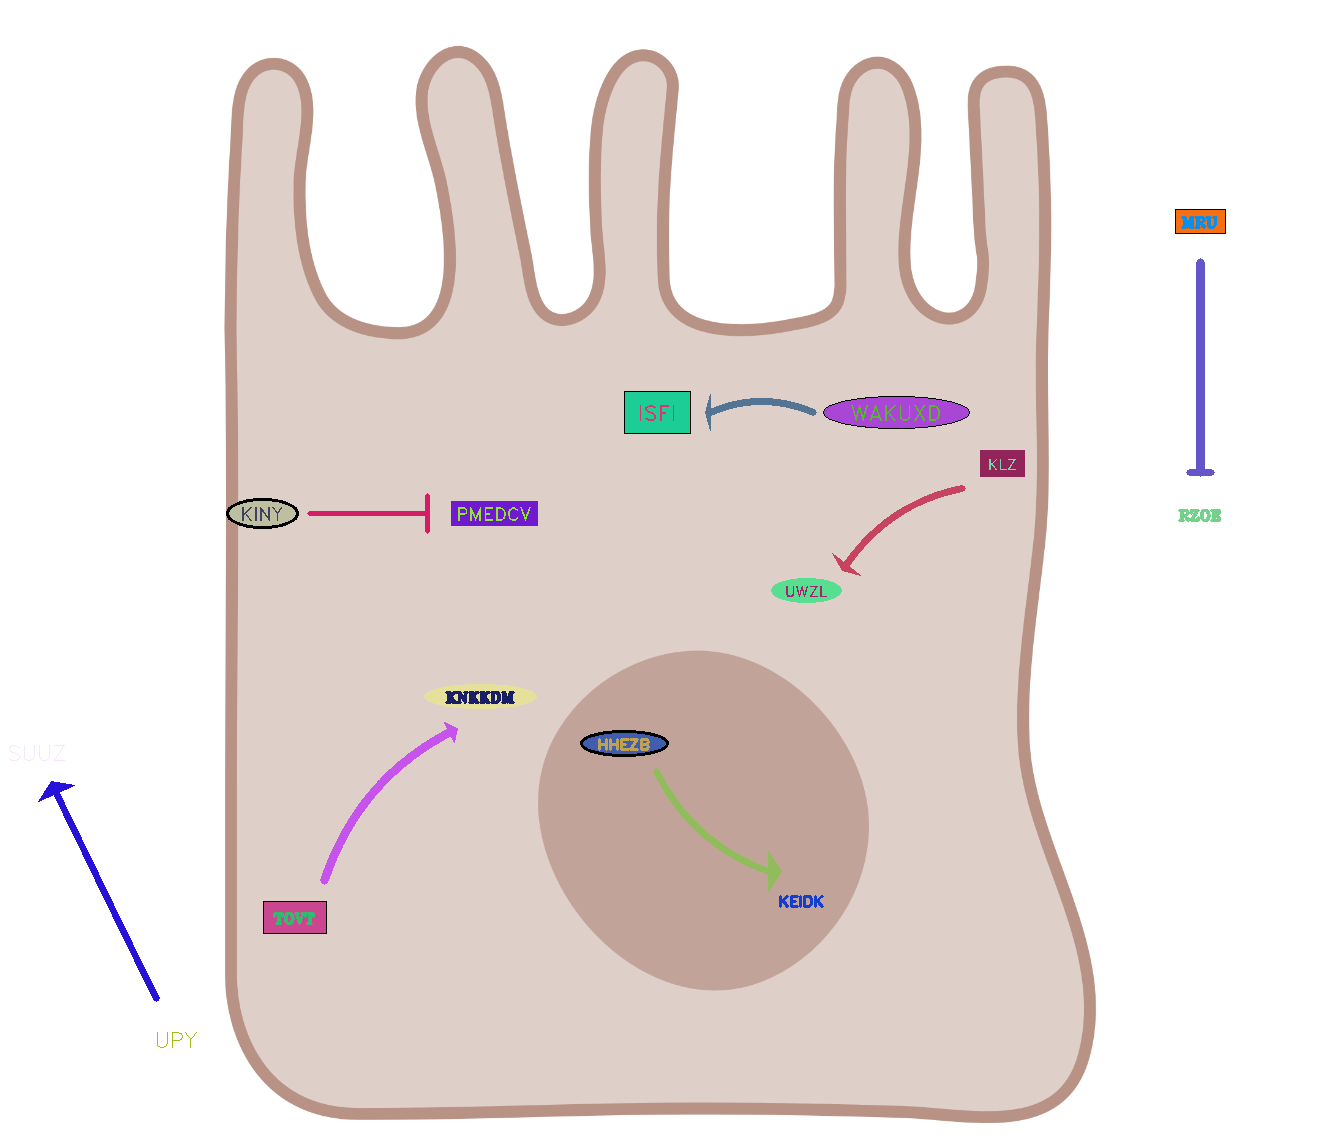 MRU
ISFI
WAKUXD
KLZ
KINY
PMEDCV
RZOE
UWZL
KNKKDM
HHEZB
SUUZ
KEIDK
TOVT
UPY